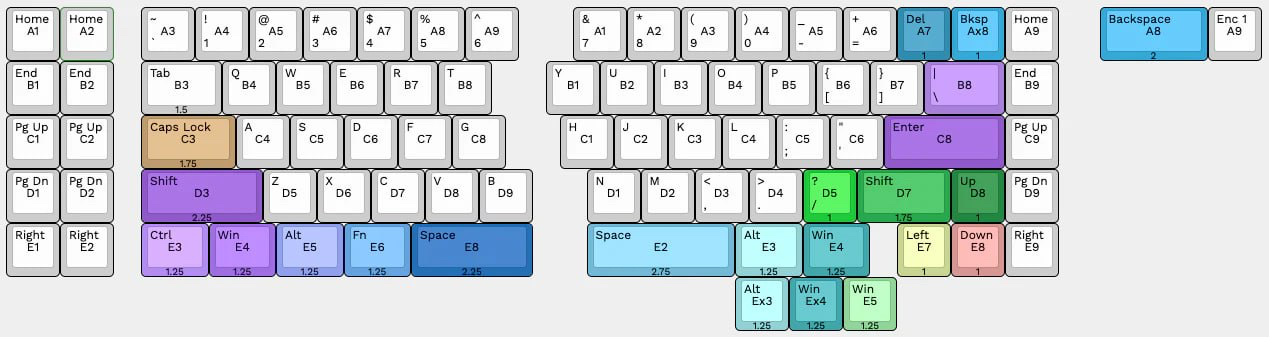 Home Home ~ ! @ # $ % ^ & * ( ) _ + Del Bksp Home Backspace Enc 1
A1 A2 A3 A4 A5 A6 A7 A8 A9 A1 A2 A3 A4 A5 A6 A7 Ax8 A9 A8 A9
` 1 2 3 4 5 6 7 8 9 0 - =
1 1 2
End End Tab Q W E R T Y U I O P { } | End
B1 B2 B3 B4 B5 B6 B7 B8 B1 B2 B3 B4 B5 B6 B7 B8 B9
[ ] \
1.5
Pg Up Pg Up Caps Lock A S D F G H J K L : " Enter Pg Up
C1 C2 C3 C4 C5 C6 C7 C8 C1 C2 C3 C4 C5 C6 C8 C9
; '
1.75
Pg Dn Pg Dn Shift Z X C V B N M < > ? Shift Up Pg Dn
D1 D2 D3 D5 D6 D7 D8 D9 D1 D2 D3 D4 D5 D7 D8 D9
, . /
2.25 1 1.75 1
Right Right Ctrl Win Alt Fn Space Space Alt Win Left Down Right
E1 E2 E3 E4 E5 E6 E8 E2 E3 E4 E7 E8 E9
1.25 1.25 1.25 1.25 2.25 2.75 1.25 1.25 1 1
Alt Win Win
Ex3 Ex4 E5
1.25 1.25 1.25